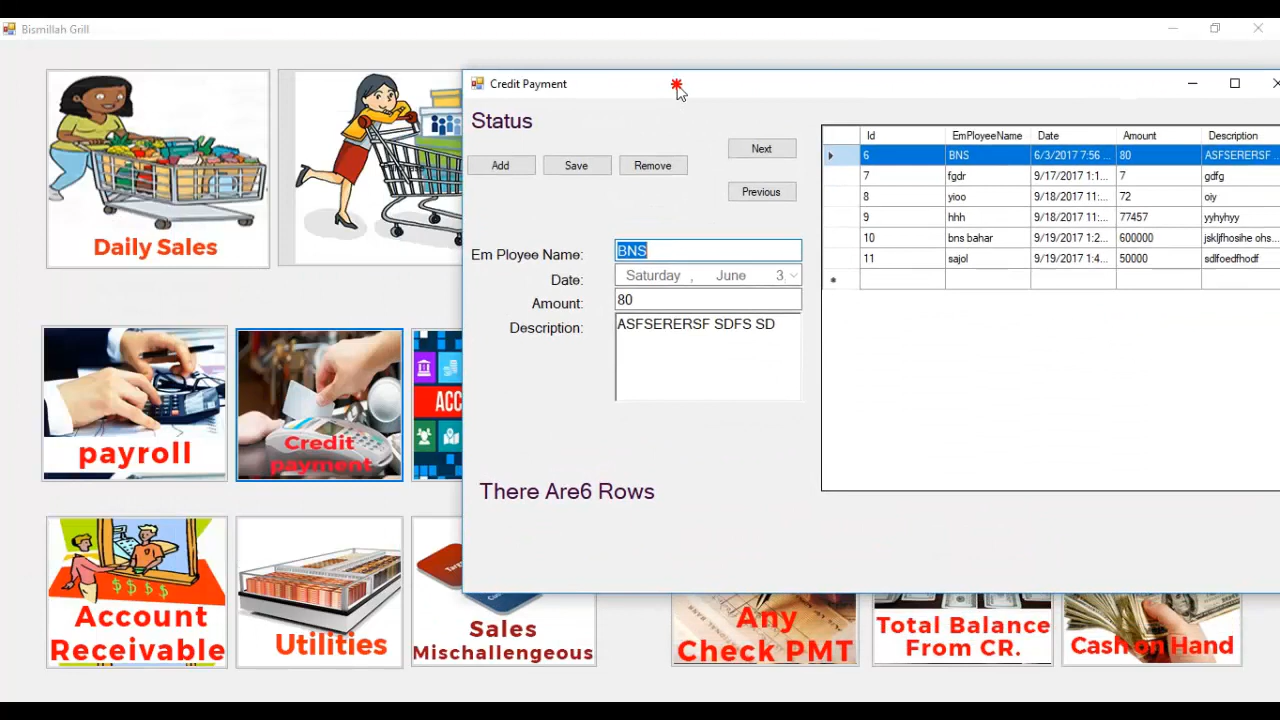 Bismillah Grill
Daily Sales
Credit Payment
Status
Add
Save
Remove
Next
Previous
Em Ployee Name:
BNS
Date:
Saturday , June 3,
Amount:
80
Description:
ASFSERERSF SDFS SD
There Are6 Rows
Id EmPloyeeName Date Amount Description
6 BNS 6/3/2017 7:56 ... 80 ASFSERERSF...
7 fgdr 9/17/2017 1:1... 7 gdfg
8 yioo 9/18/2017 11:... 72 oiy
9 hhh 9/18/2017 11:... 77457 yyhyhyy
10 bns bahar 9/19/2017 1:2... 600000 jskljfhosihe ohs...
11 sajol 9/19/2017 1:4... 50000 sdlfoedfhodf
payroll
Credit
payment
ACC
Account
Receivable
Utilities
Sales
Mischallengeous
Any
Check PMT
Total Balance
From CR.
Cash on Hand